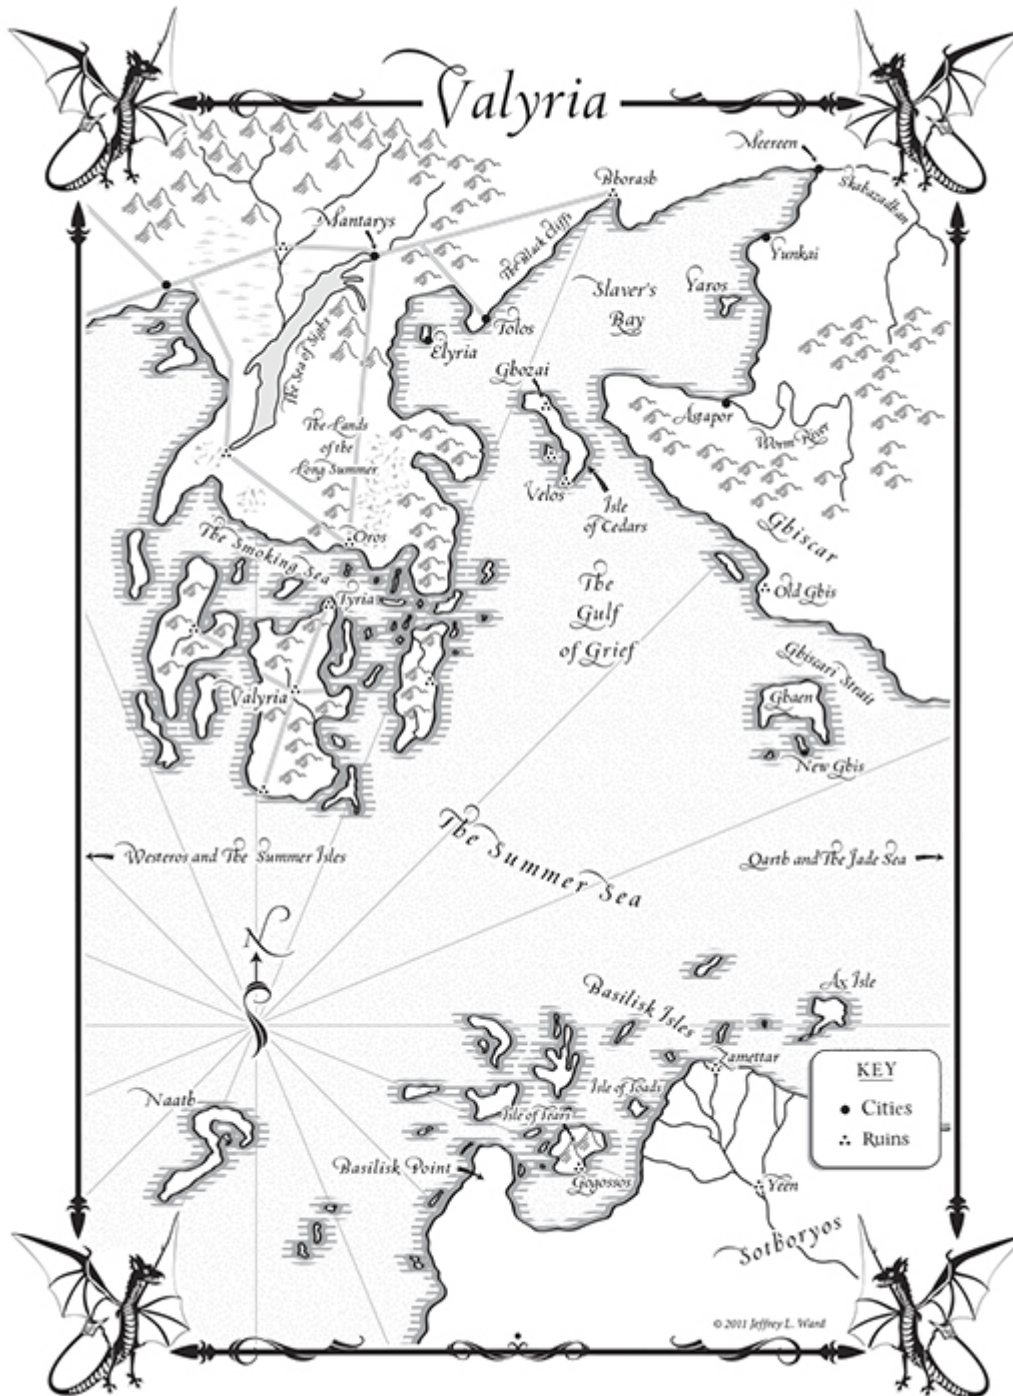 Valyria
Meereen
Skahazadhan
Bhorash
Mantarys
The Black Cliffs
Yunkai
Slaver's
Bay
Yaros
Tolos
Elyria
The Sea of Sighs
Ghozai
Astapor
Worm River
The Lands
of the
Long Summer
Velos
Isle
of Cedars
Ghiscar
Oros
The Smoking Sea
Tyria
The
Gulf
of Grief
Old Ghis
Ghiscari Strait
Valyria
Ghaen
New Ghis
The Summer Sea
Westeros and The Summer Isles
Qarth and The Jade Sea
N
Basilisk Isles
Ax Isle
Zamettar
Isle of Toads
Naath
Isle of Tears
KEY
Cities
Ruins
Basilisk Point
Gogossos
Yeen
Sothoryos
© 2011 Jeffrey L. Ward